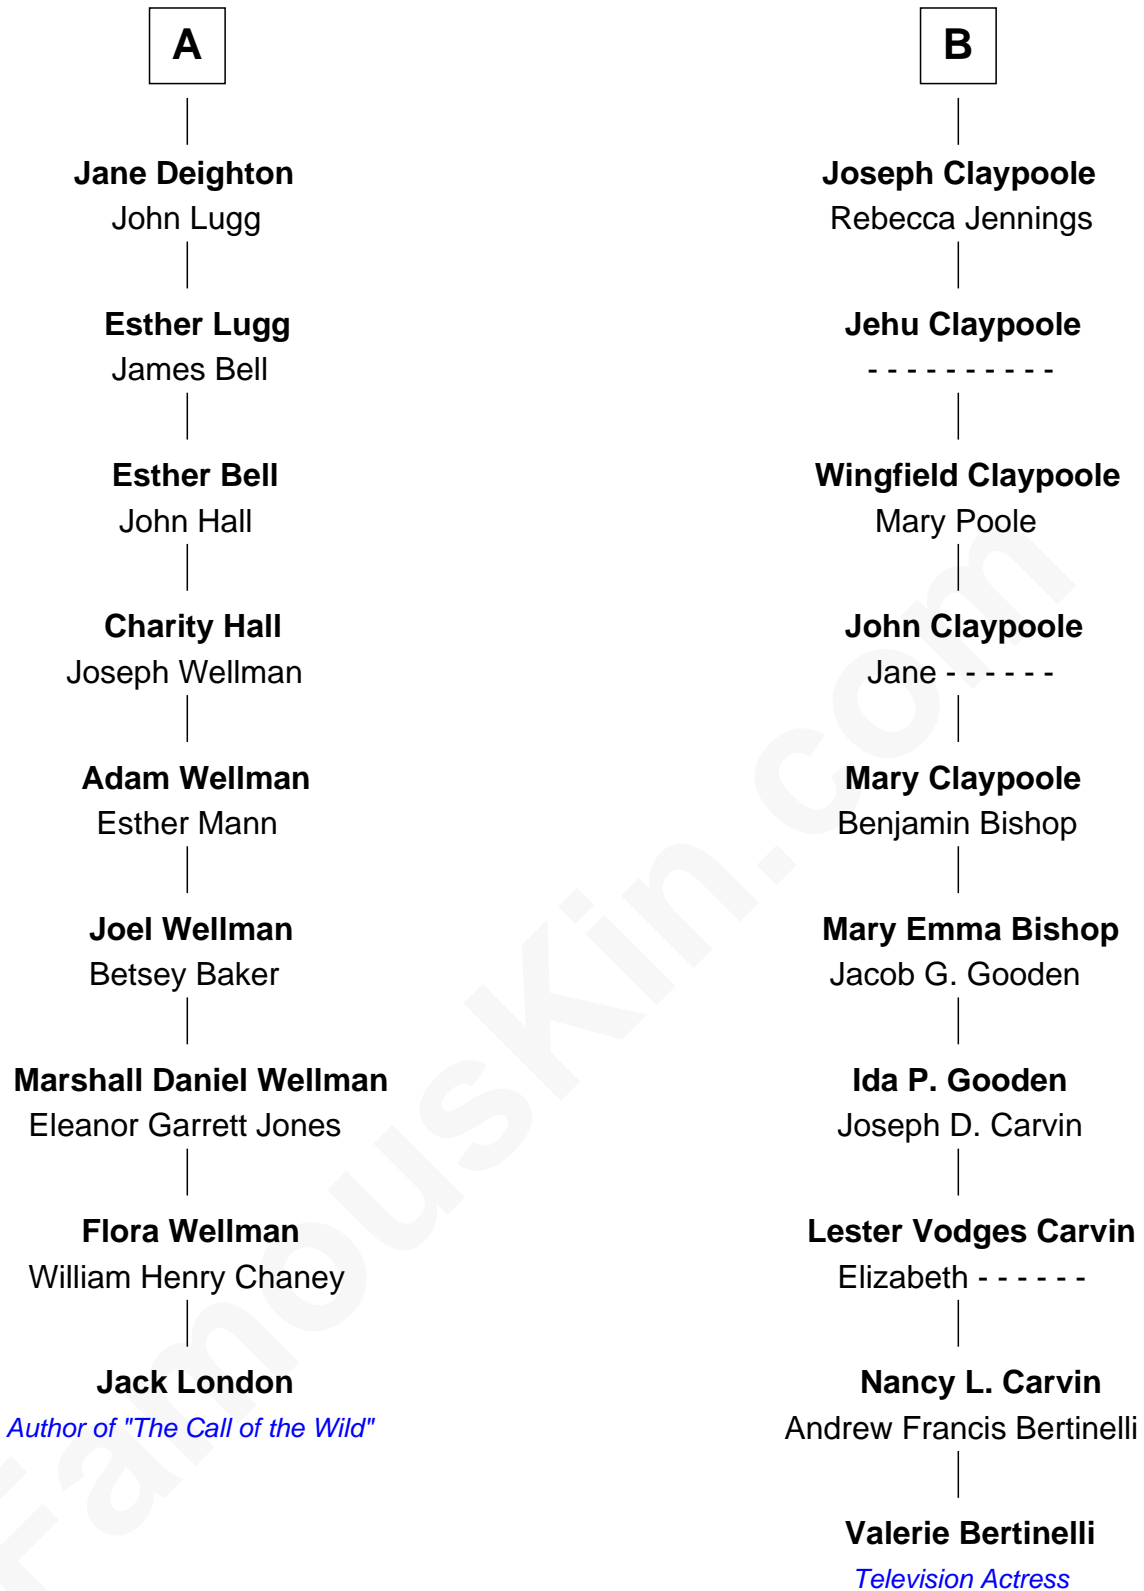 A
Jane Deighton
John Lugg
Esther Lugg
James Bell
Esther Bell
John Hall
Charity Hall
Joseph Wellman
Adam Wellman
Esther Mann
Joel Wellman
Betsey Baker
Marshall Daniel Wellman
Eleanor Garrett Jones
Flora Wellman
William Henry Chaney
Jack London
Author of "The Call of the Wild"
B
Joseph Claypoole
Rebecca Jennings
Jehu Claypoole
- - - - - - - - - -
Wingfield Claypoole
Mary Poole
John Claypoole
Jane - - - - - -
Mary Claypoole
Benjamin Bishop
Mary Emma Bishop
Jacob G. Gooden
Ida P. Gooden
Joseph D. Carvin
Lester Vodges Carvin
Elizabeth - - - - - -
Nancy L. Carvin
Andrew Francis Bertinelli
Valerie Bertinelli
Television Actress
FamousKin.com